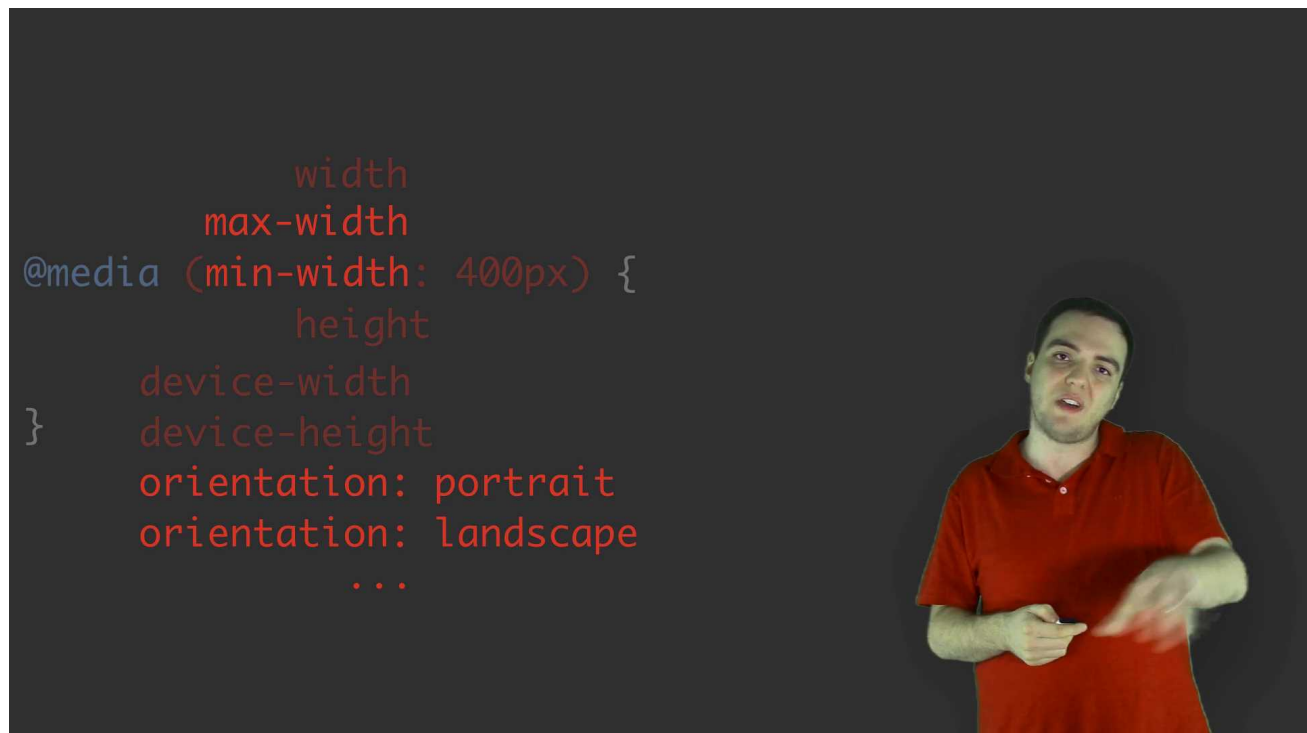 width
max-width
@media (min-width: 400px) {
height
device-width
} device-height
orientation: portrait
orientation: landscape
...